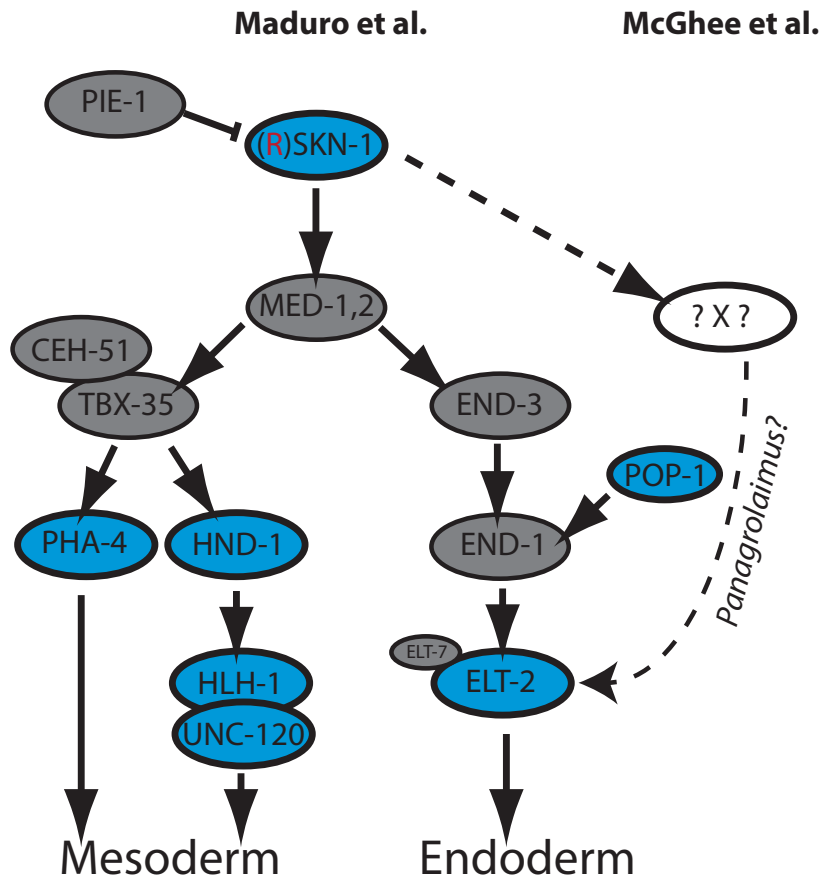 Maduro et al.
McGhee et al.
PIE-1
(R)SKN-1
MED-1,2
? X ?
CEH-51
TBX-35
END-3
POP-1
Panagrolaimus?
PHA-4
HND-1
END-1
ELT-7
ELT-2
HLH-1
UNC-120
Mesoderm
Endoderm